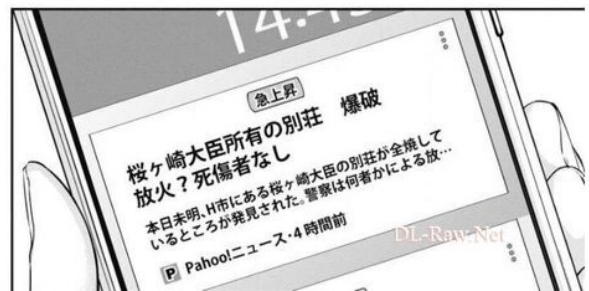 急上昇
桜ヶ崎大臣所有の別荘　爆破
放火？死傷者なし
本日未明、H市にある桜ヶ崎大臣の別荘が全焼して
いるところが発見された。警察は何者かによる放…
P Pahoo!ニュース・4時間前
DL-Raw.Net